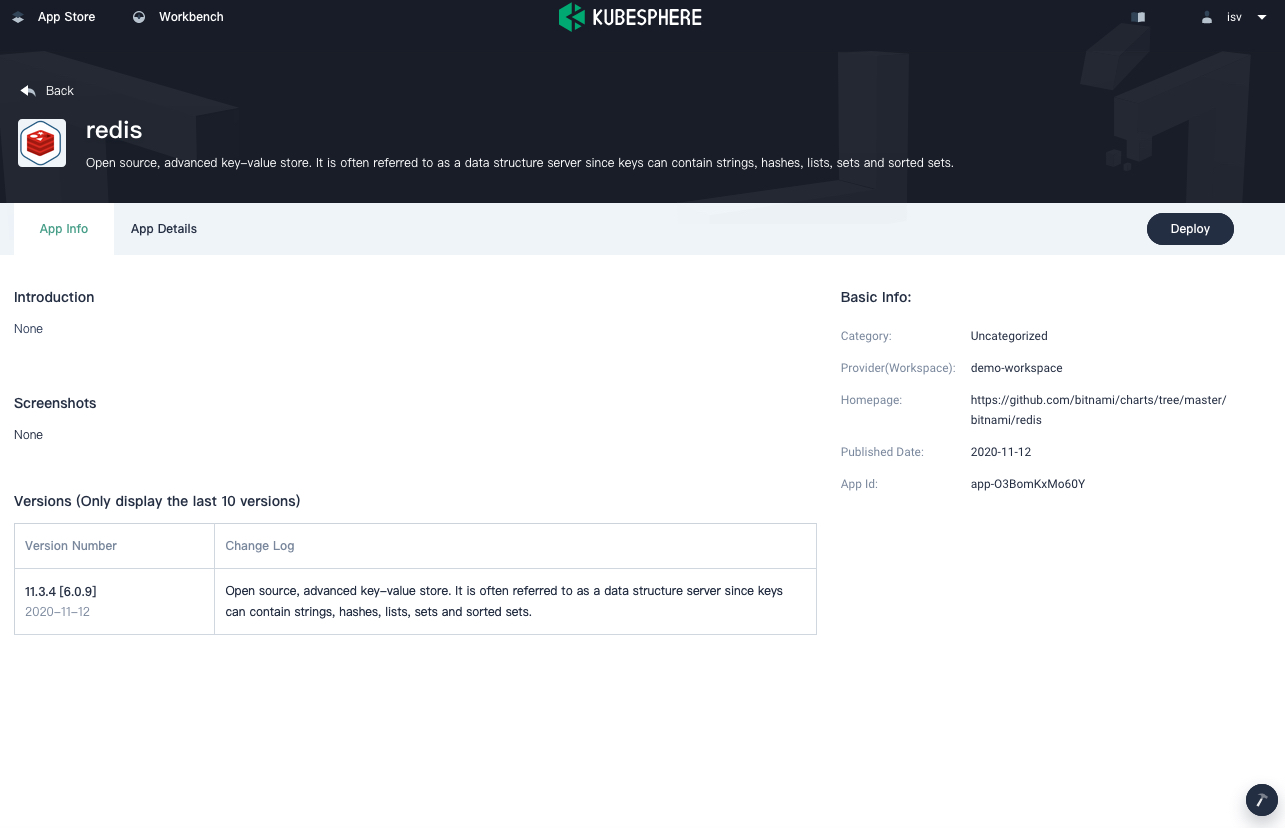 App Store
Workbench
KUBESPHERE
isv
Back
redis
Open source, advanced key-value store. It is often referred to as a data structure server since keys can contain strings, hashes, lists, sets and sorted sets.
App Info
App Details
Deploy
Introduction
None
Screenshots
None
Versions (Only display the last 10 versions)
Version Number
Change Log
11.3.4 [6.0.9]
2020-11-12
Open source, advanced key-value store. It is often referred to as a data structure server since keys
can contain strings, hashes, lists, sets and sorted sets.
Basic Info:
Category:
Uncategorized
Provider(Workspace):
demo-workspace
Homepage:
https://github.com/bitnami/charts/tree/master/
bitnami/redis
Published Date:
2020-11-12
App Id:
app-O3BomKxMo60Y